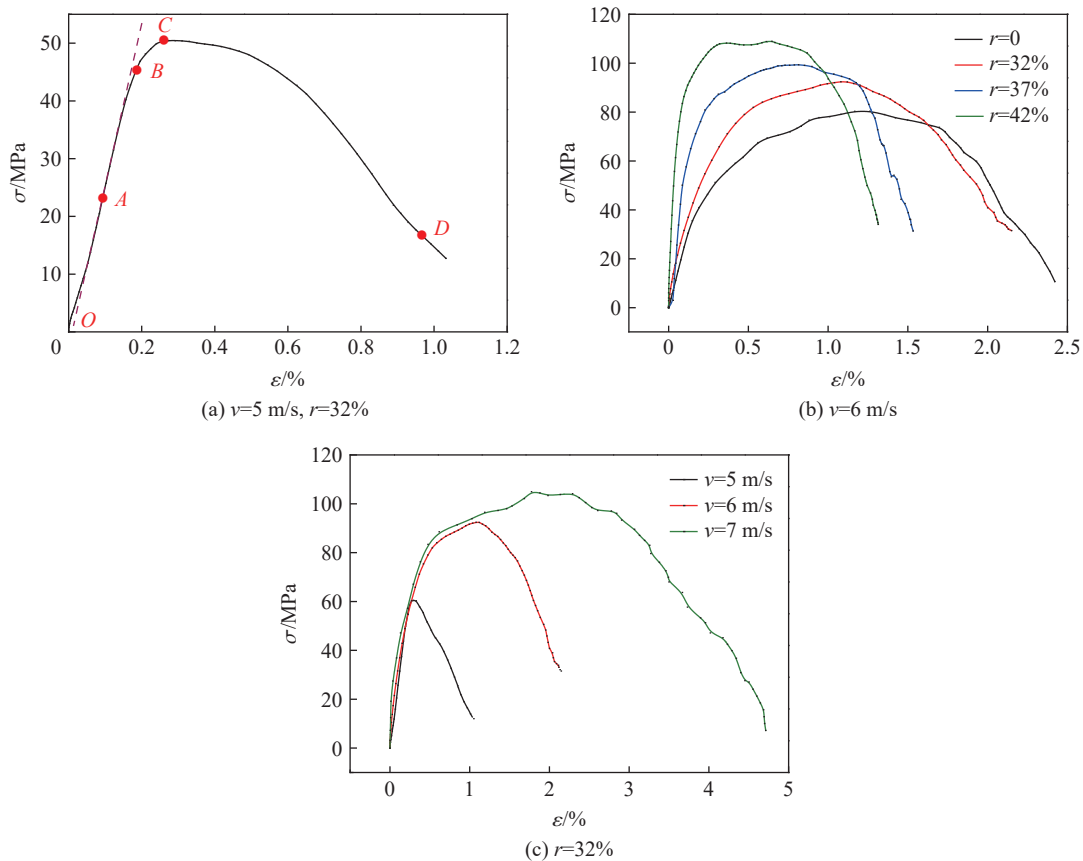 50
40
30
20
10
0
0.2
0.4
0.6
0.8
1.0
1.2
σ/MPa
ε/%
O
A
B
C
D
(a) v=5 m/s, r=32%
120
100
80
60
40
20
0
0
0.5
1.0
1.5
2.0
2.5
σ/MPa
ε/%
r=0
r=32%
r=37%
r=42%
(b) v=6 m/s
120
100
80
60
40
20
0
0
1
2
3
4
5
σ/MPa
ε/%
v=5 m/s
v=6 m/s
v=7 m/s
(c) r=32%